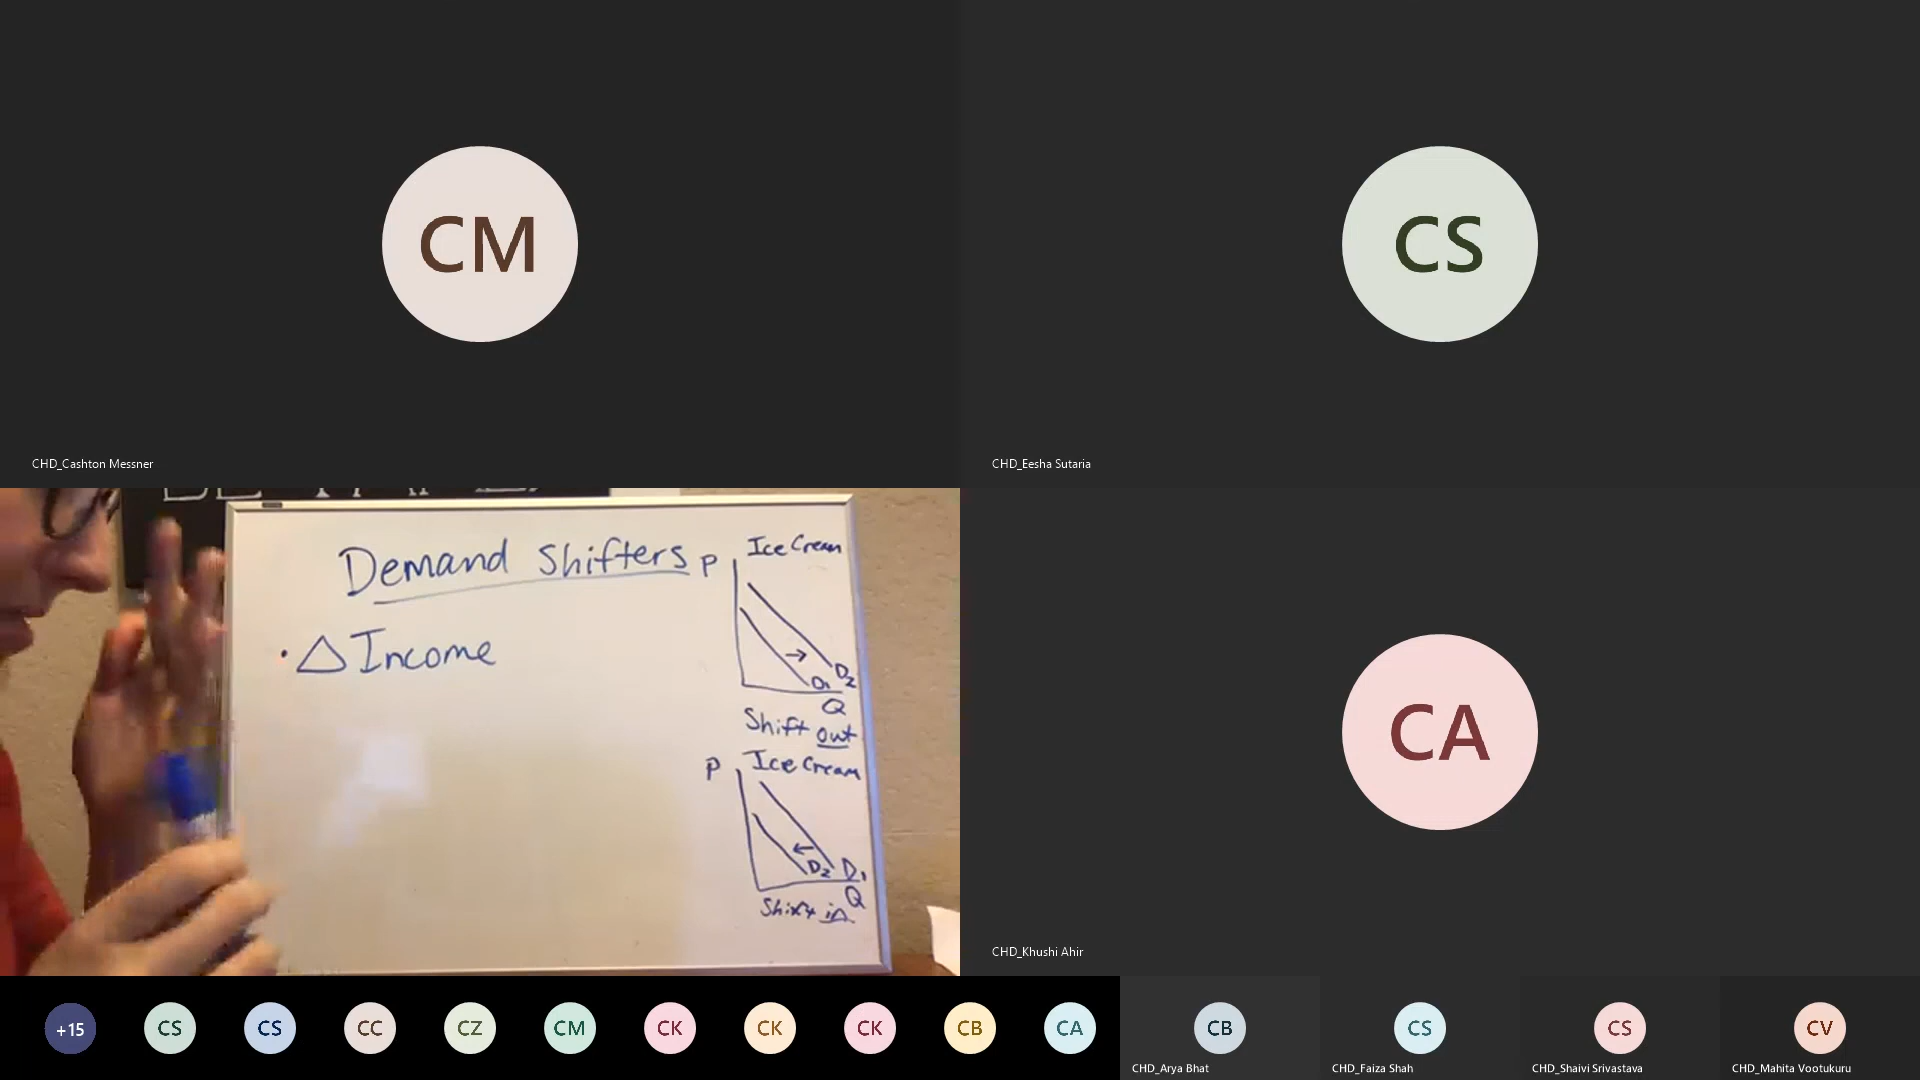 CM
CHD_Cashton Messner
CS
CHD_Eesha Sutaria
Demand Shifters
• △ Income
Ice Cream
P
D1
D2
Q
Shift out
Ice Cream
P
D2
D1
Q
Shift in
CA
CHD_Khushi Ahir
+15
CS
CS
CC
CZ
CM
CK
CK
CK
CB
CA
CB
CHD_Arya Bhat
CS
CHD_Faiza Shah
CS
CHD_Shaivi Srivastava
CV
CHD_Mahita Vootukuru